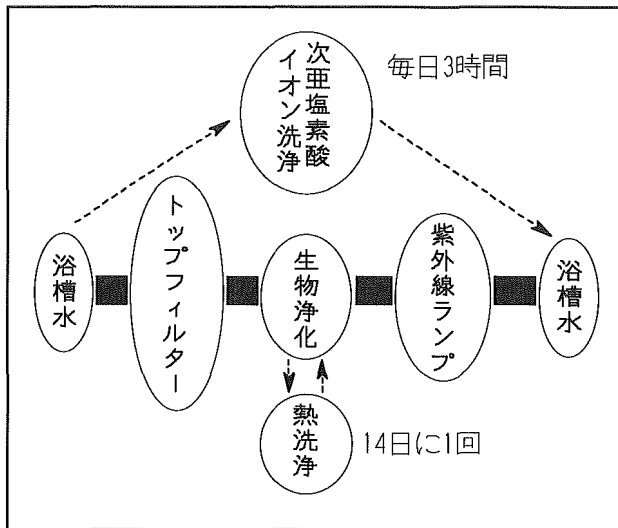 次亜塩素酸
イオン洗浄
毎日3時間
浴槽水
トップフィルター
生物浄化
紫外線ランプ
浴槽水
熱洗浄
14日に1回